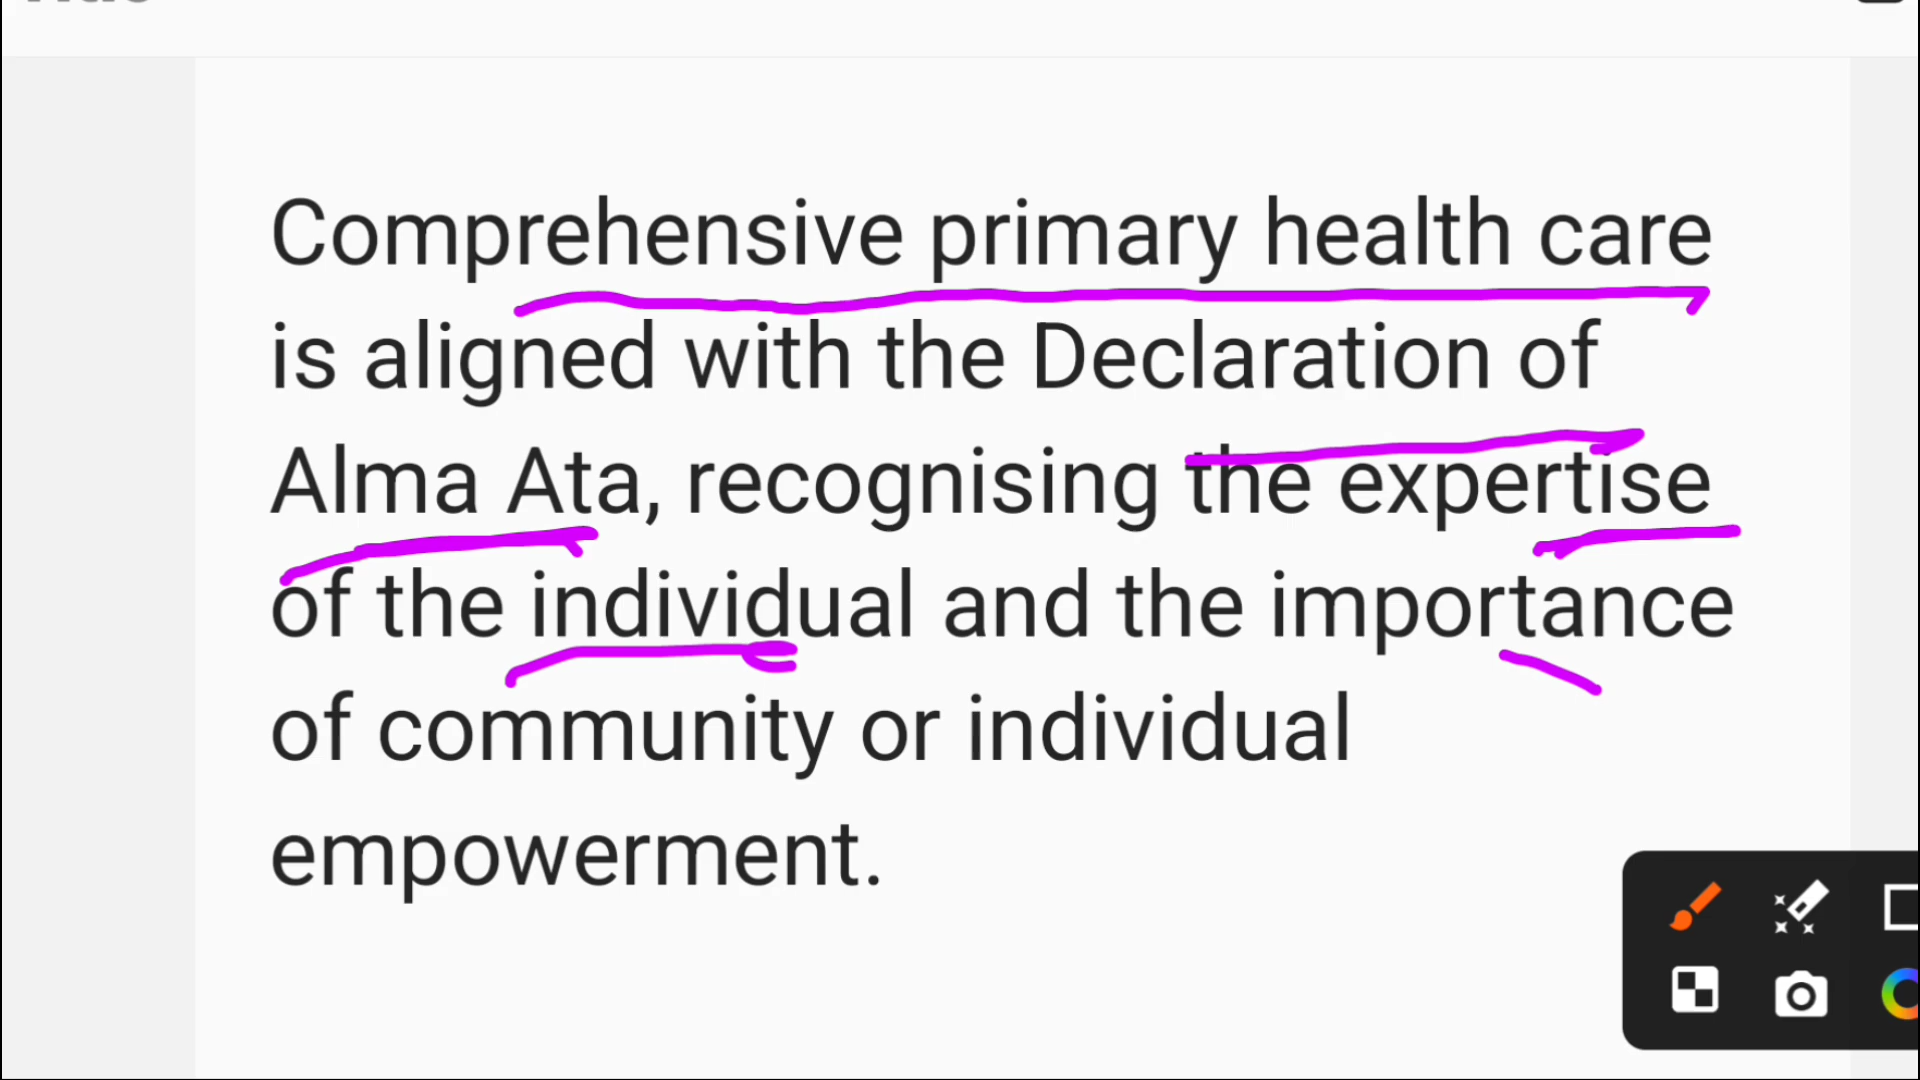 Comprehensive primary health care
is aligned with the Declaration of
Alma Ata, recognising the expertise
of the individual and the importance
of community or individual
empowerment.